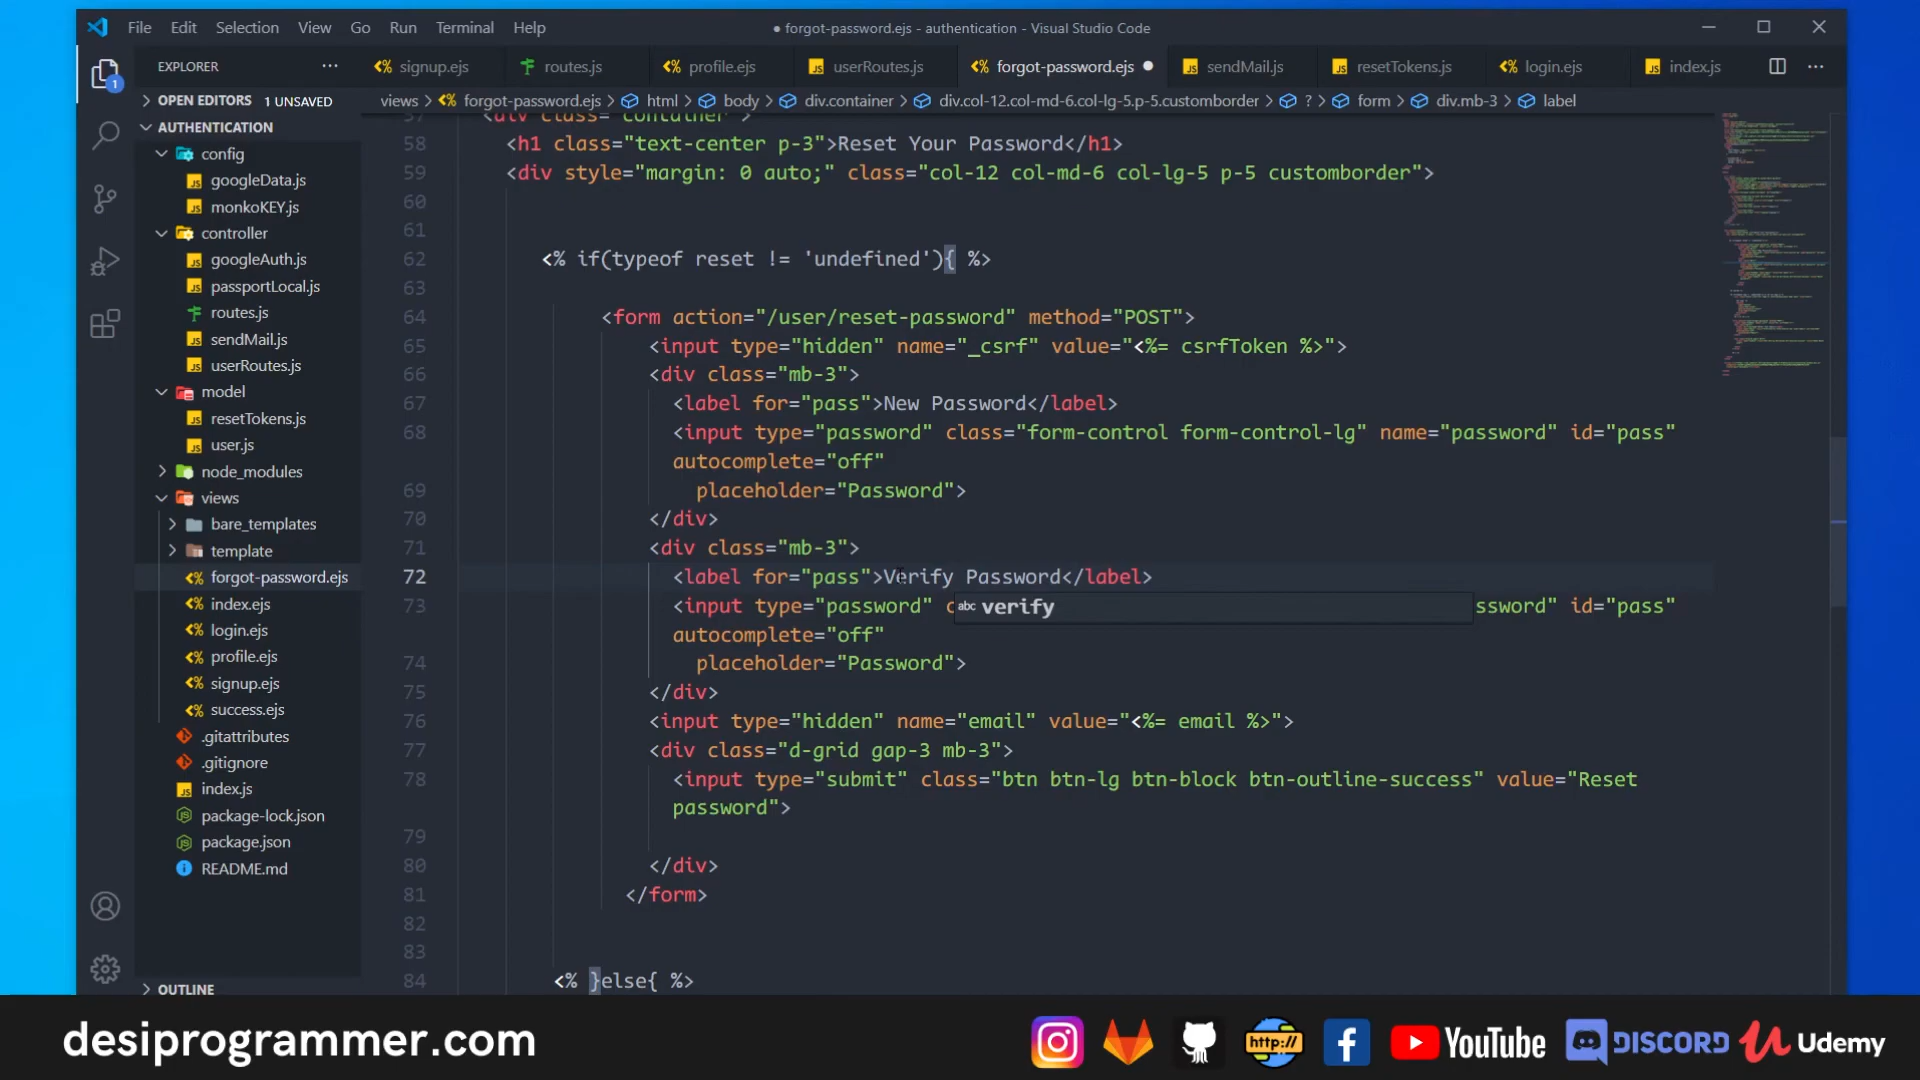 File Edit Selection View Go Run Terminal Help
● forgot-password.ejs - authentication - Visual Studio Code
EXPLORER ···
signup.ejs routes.js profile.ejs userRoutes.js forgot-password.ejs ● sendMail.js resetTokens.js login.ejs index.js
OPEN EDITORS 1 UNSAVED
views > forgot-password.ejs > html > body > div.container > div.col-12.col-md-6.col-lg-5.p-5.customborder > ? > form > div.mb-3 > label
1
AUTHENTICATION
config
googleData.js
monkoKEY.js
controller
googleAuth.js
passportLocal.js
routes.js
sendMail.js
userRoutes.js
model
resetTokens.js
user.js
node_modules
views
bare_templates
template
forgot-password.ejs
index.ejs
login.ejs
profile.ejs
signup.ejs
success.ejs
.gitattributes
.gitignore
index.js
package-lock.json
package.json
README.md
OUTLINE
57 <div class="container">
58 <h1 class="text-center p-3">Reset Your Password</h1>
59 <div style="margin: 0 auto;" class="col-12 col-md-6 col-lg-5 p-5 customborder">
60
61
62 <% if(typeof reset != 'undefined'){ %>
63
64 <form action="/user/reset-password" method="POST">
65 <input type="hidden" name="_csrf" value="<%= csrfToken %>">
66 <div class="mb-3">
67 <label for="pass">New Password</label>
68 <input type="password" class="form-control form-control-lg" name="password" id="pass"
autocomplete="off"
69 placeholder="Password">
70 </div>
71 <div class="mb-3">
72 <label for="pass">Verify Password</label>
73 <input type="password" c abc verify ssword" id="pass"
autocomplete="off"
74 placeholder="Password">
75 </div>
76 <input type="hidden" name="email" value="<%= email %>">
77 <div class="d-grid gap-3 mb-3">
78 <input type="submit" class="btn btn-lg btn-block btn-outline-success" value="Reset
password">
79
80 </div>
81 </form>
82
83
84 <% }else{ %>
desiprogrammer.com
http:// YouTube DISCORD Udemy